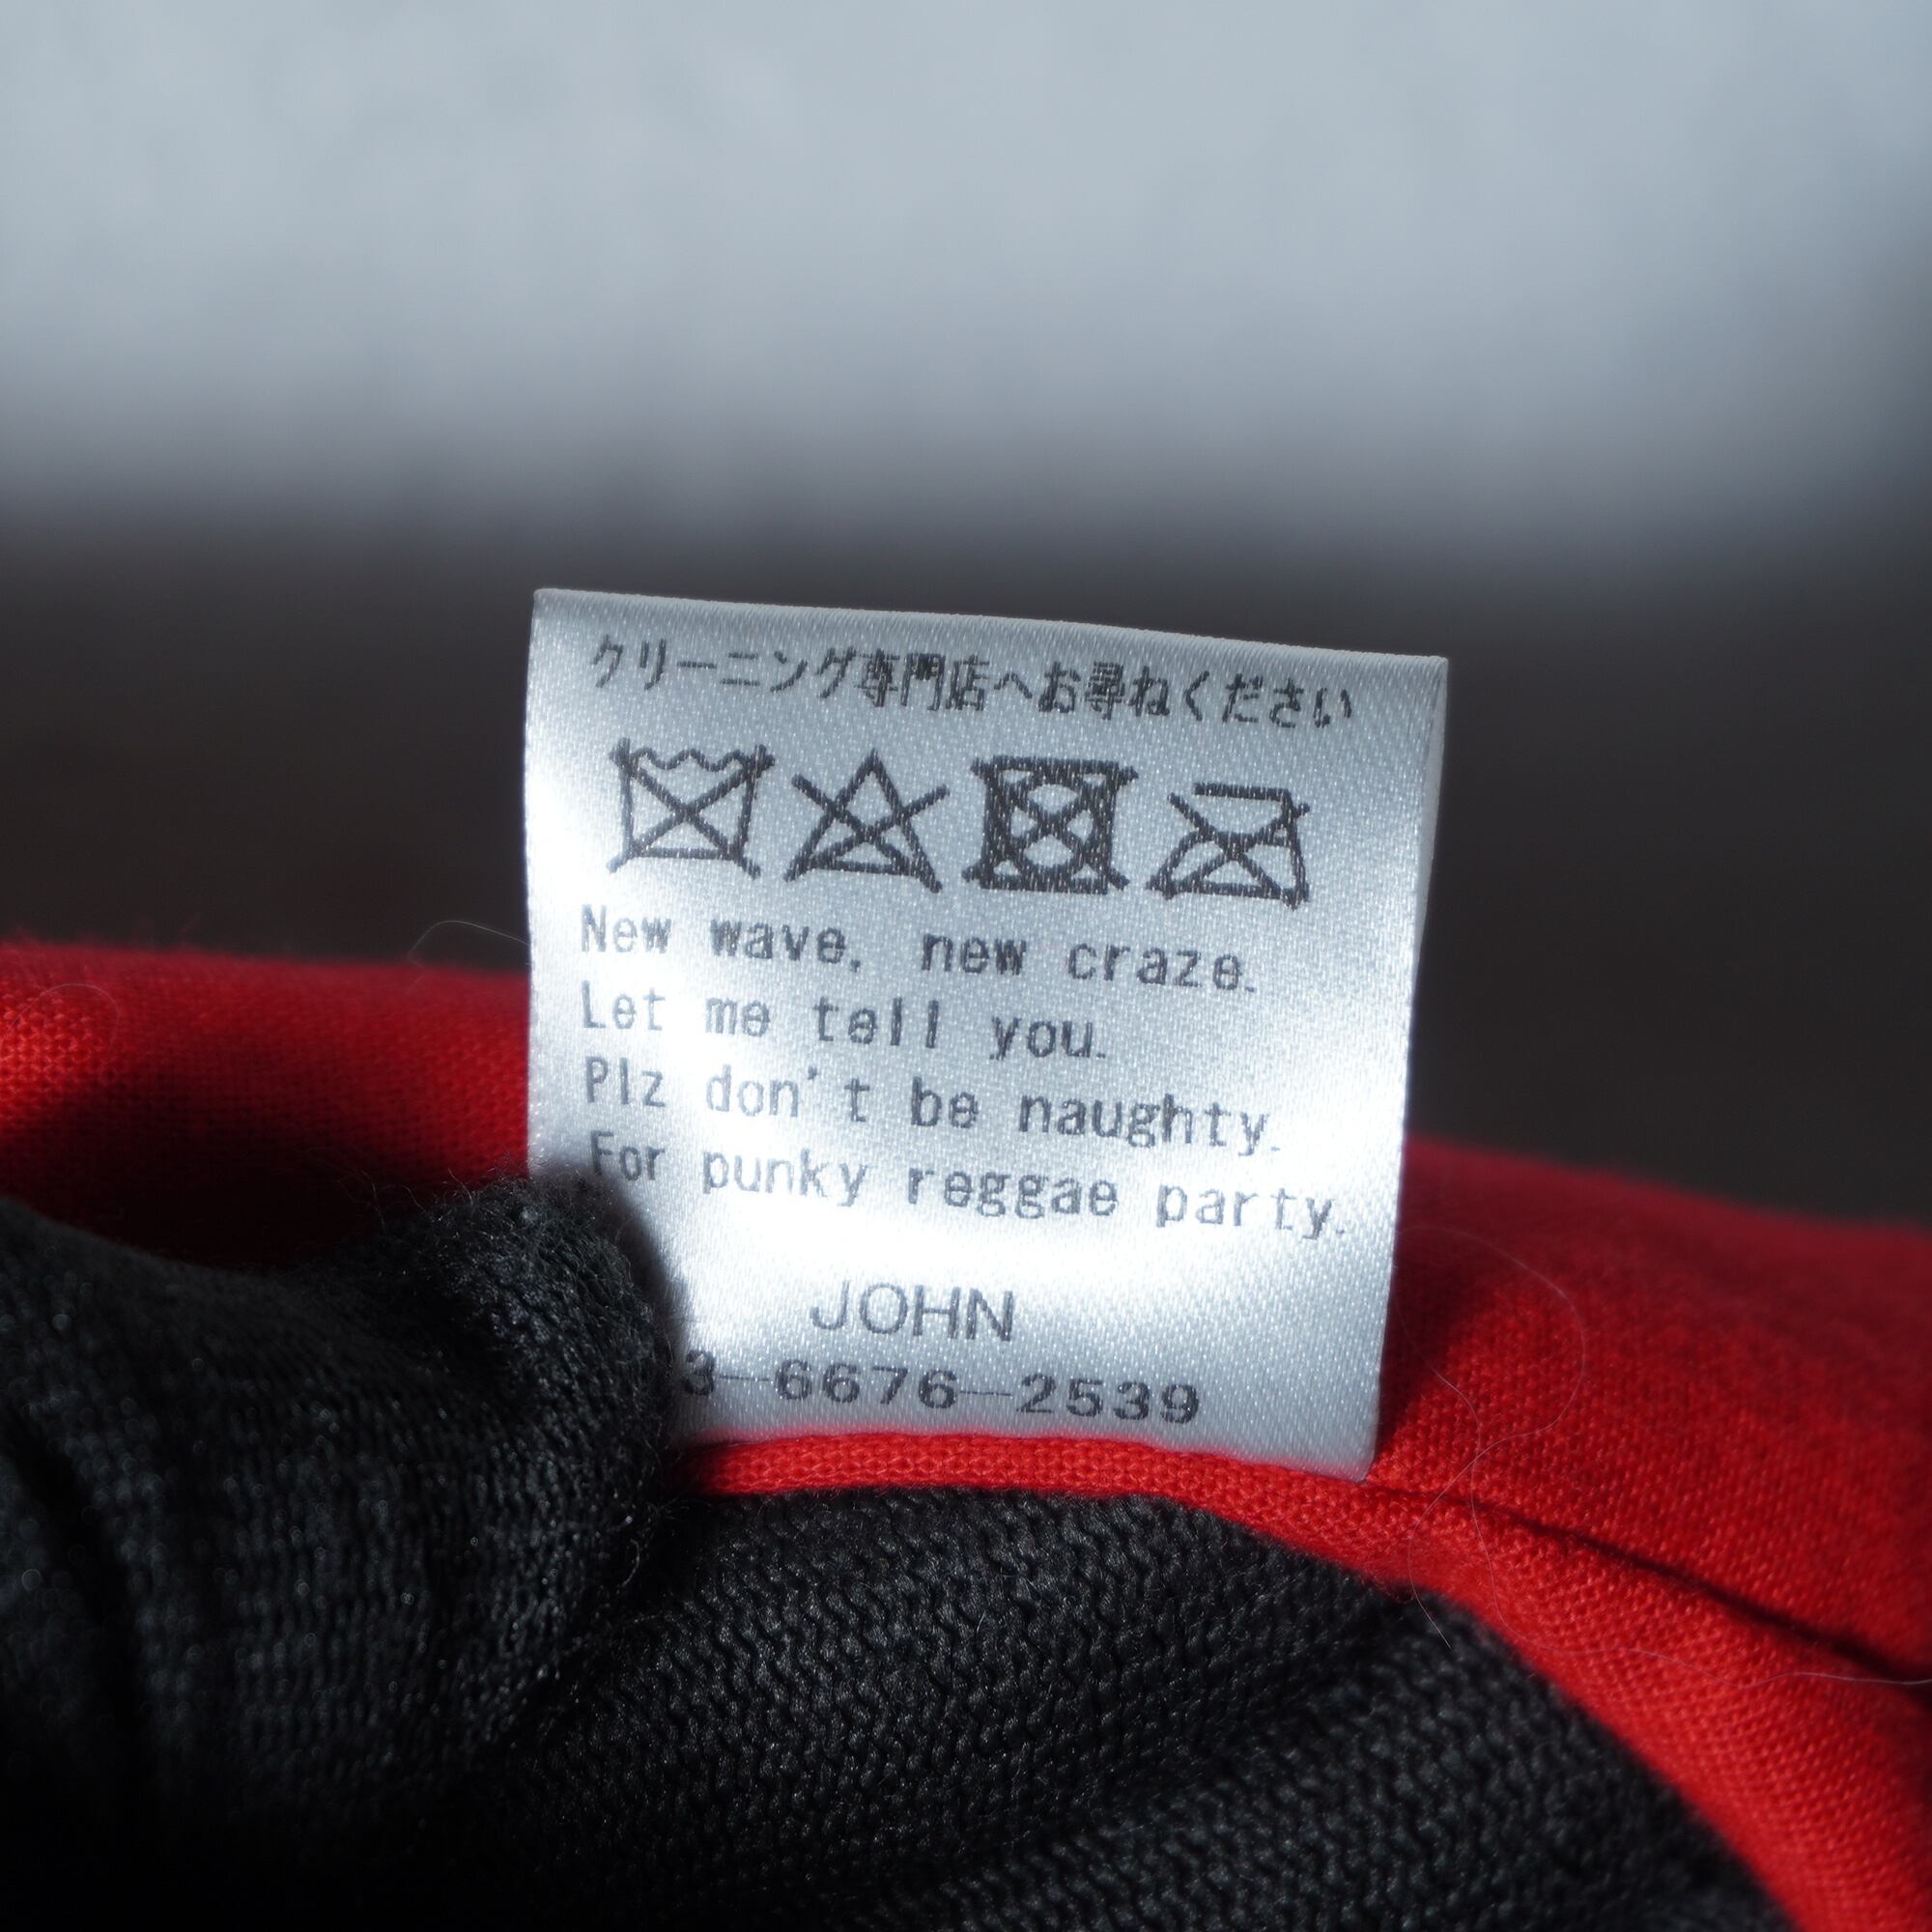 クリーニング専門店へお尋ねください
New wave, new craze.
Let me tell you.
Plz don't be naughty.
For punky reggae party.
JOHN
3-6676-2539